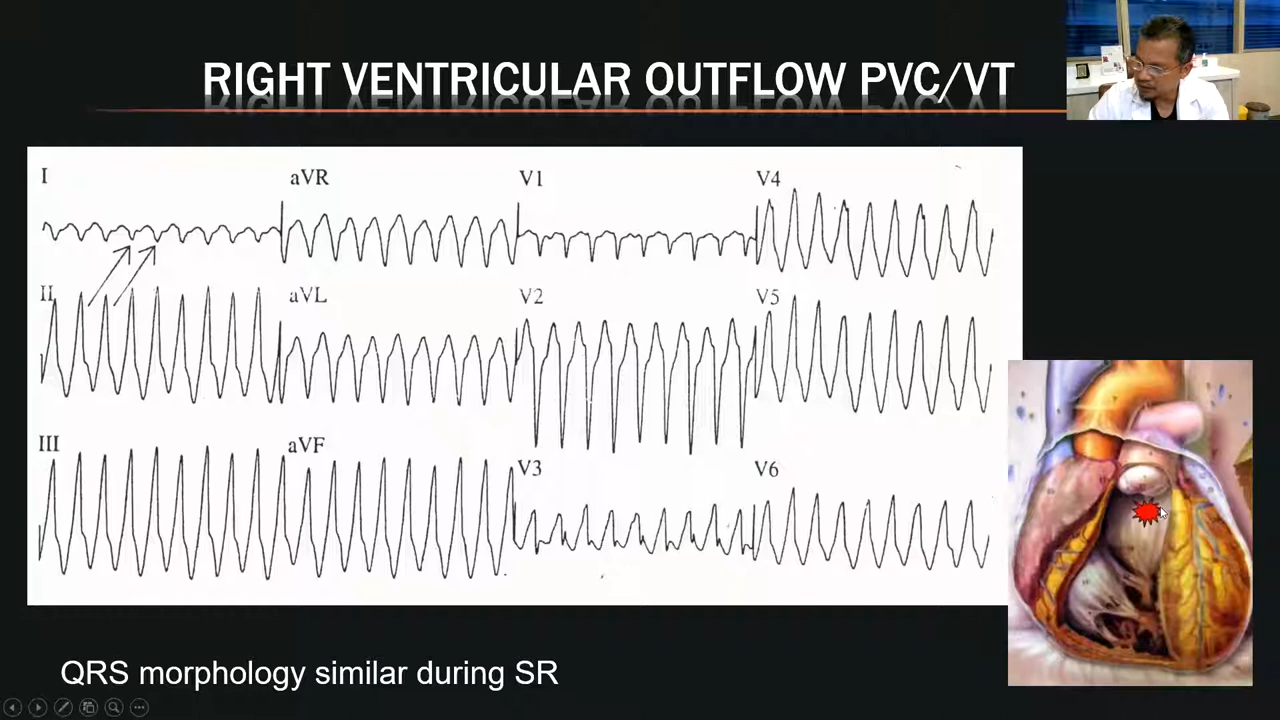 RIGHT VENTRICULAR OUTFLOW PVC/VT
I aVR V1 V4
II aVL V2 V5
III aVF V3 V6
QRS morphology similar during SR